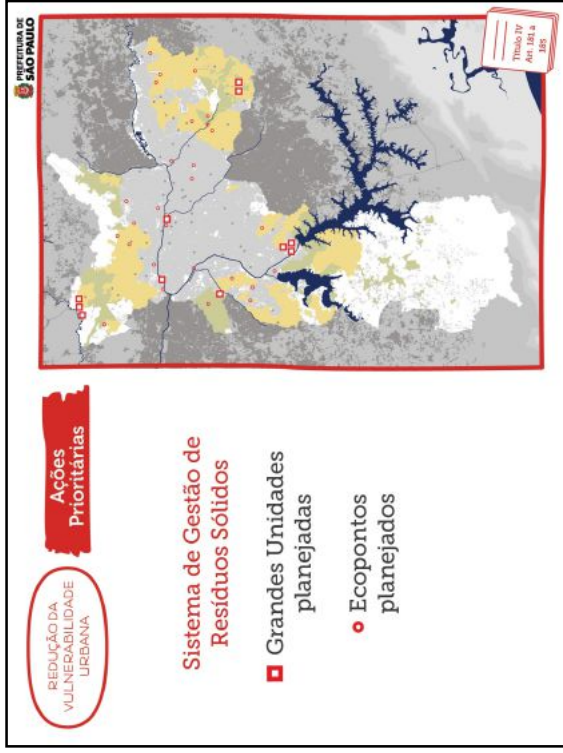 REDUÇÃO DA
VULNERABILIDADE
URBANA
Ações
Prioritárias
Sistema de Gestão de
Resíduos Sólidos
Grandes Unidades
planejadas
Ecopontos
planejados
PREFEITURA DE
SÃO PAULO
Título IV
Art. 181 a
185